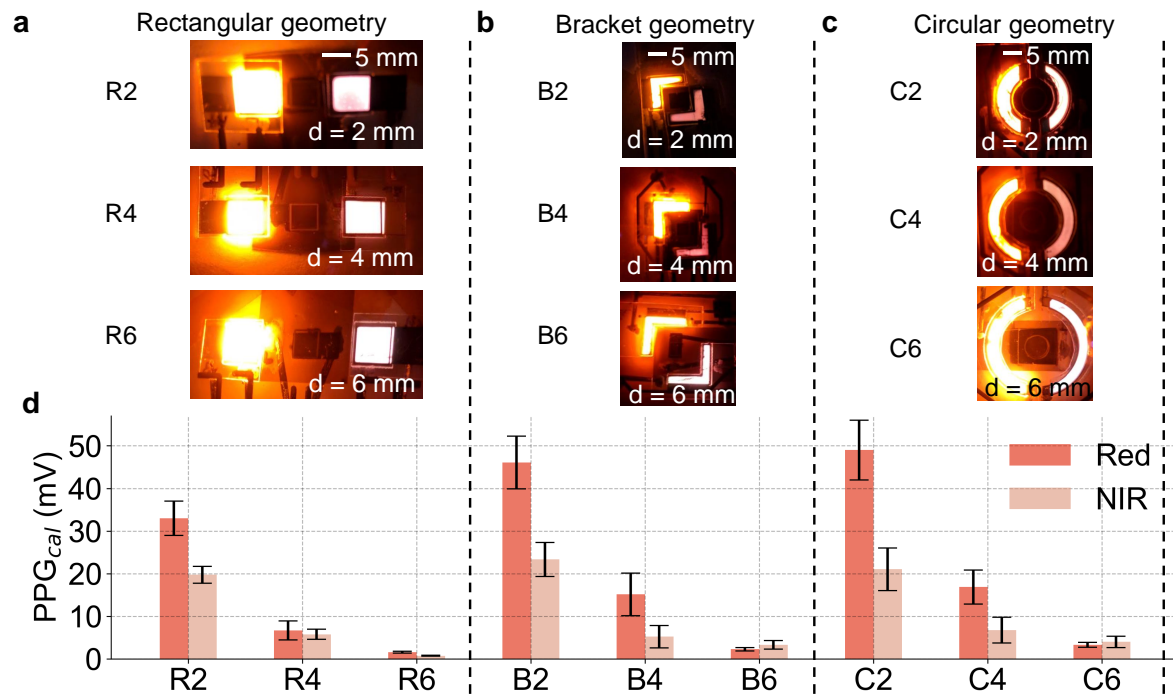 a Rectangular geometry
b Bracket geometry
c Circular geometry
R2
5 mm
d = 2 mm
R4
d = 4 mm
R6
d = 6 mm
B2
5 mm
d = 2 mm
B4
d = 4 mm
B6
d = 6 mm
C2
5 mm
d = 2 mm
C4
d = 4 mm
C6
d = 6 mm
d
PPGcal (mV)
50
40
30
20
10
0
Red
NIR
R2 R4 R6 B2 B4 B6 C2 C4 C6